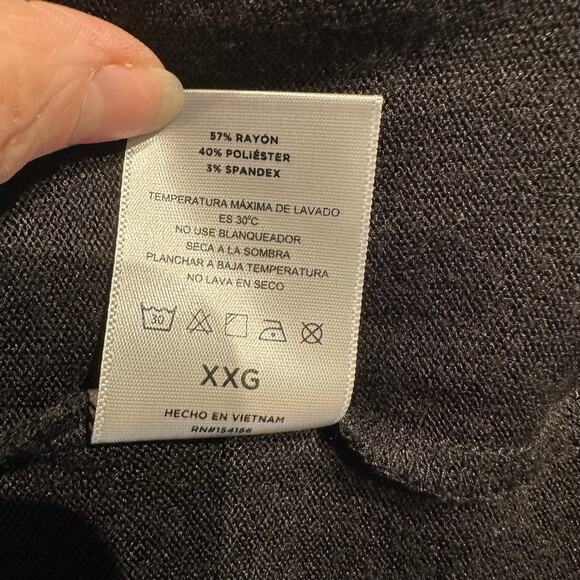 57% RAYÓN
40% POLIÉSTER
3% SPANDEX
TEMPERATURA MÁXIMA DE LAVADO
ES 30°C
NO USE BLANQUEADOR
SECA A LA SOMBRA
PLANCHAR A BAJA TEMPERATURA
NO LAVA EN SECO
30
XXG
HECHO EN VIETNAM
RN#154166